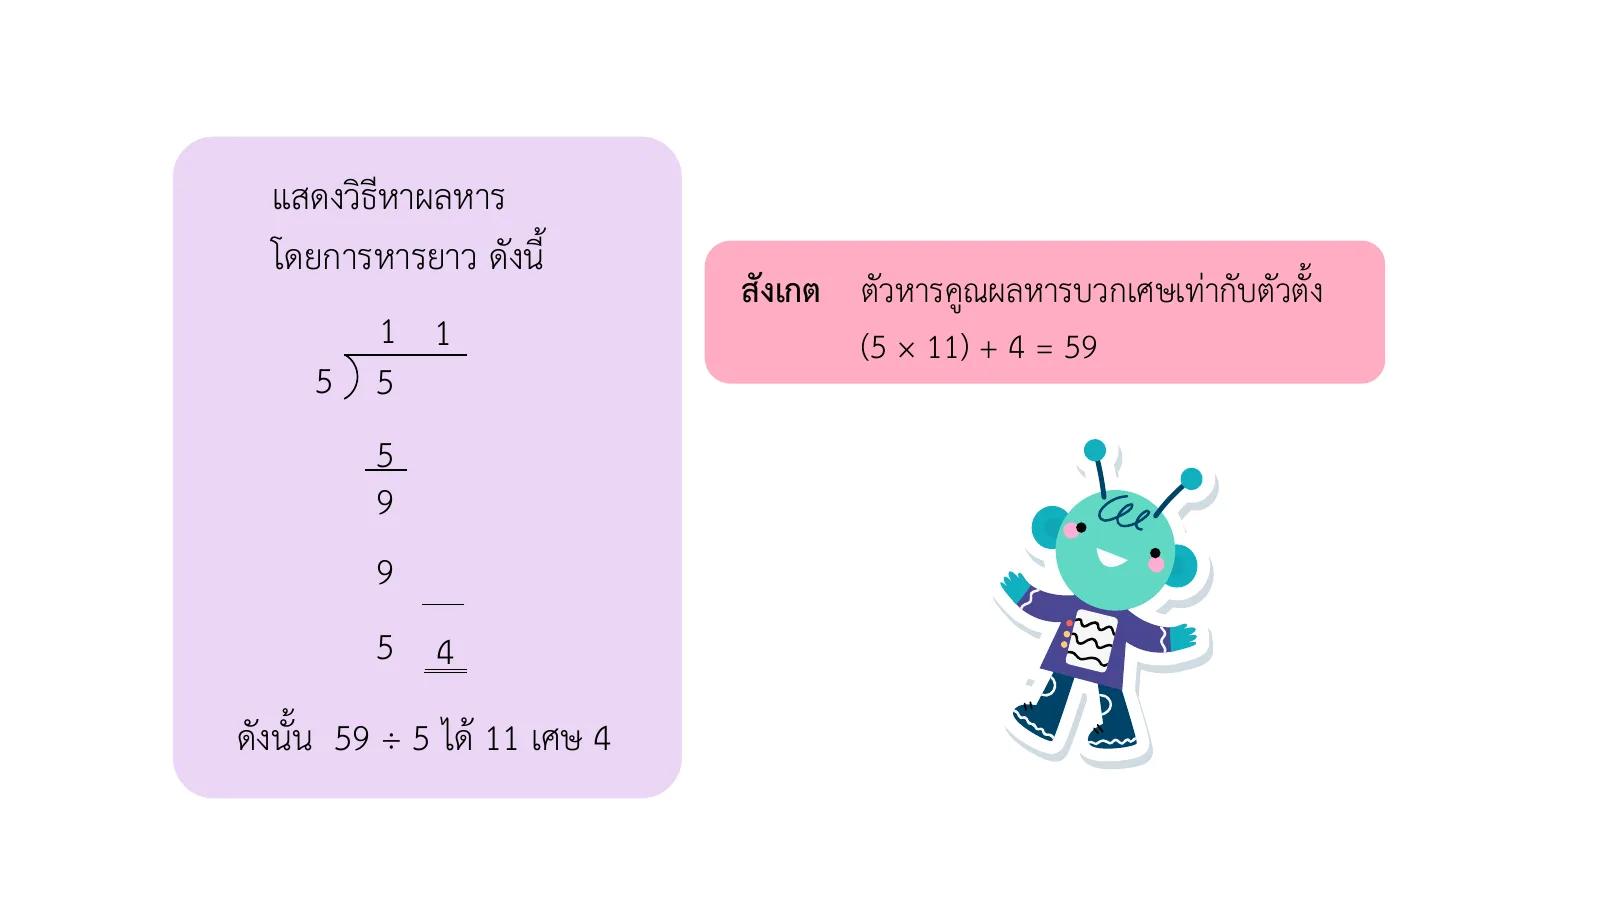 แสดงวิธีหาผลหาร
โดยการหารยาว ดังนี้
1 1
5 ) 5
5
9
9
5 4
ดังนั้น 59 ÷ 5 ได้ 11 เศษ 4
สังเกต ตัวหารคูณผลหารบวกเศษเท่ากับตัวตั้ง
(5 × 11) + 4 = 59